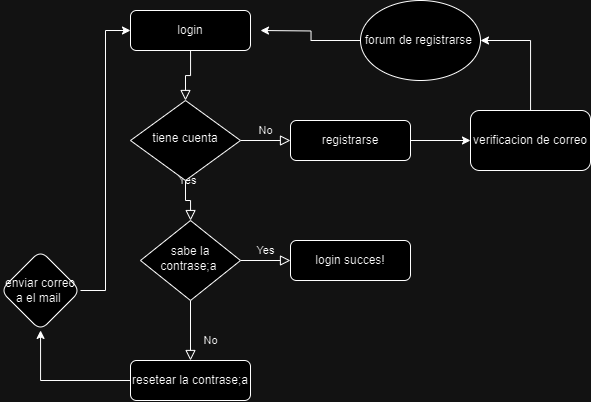 login
forum de registrarse
tiene cuenta
No
registrarse
verificacion de correo
Yes
sabe la
contrase;a
Yes
login succes!
enviar correo
a el mail
No
resetear la contrase;a